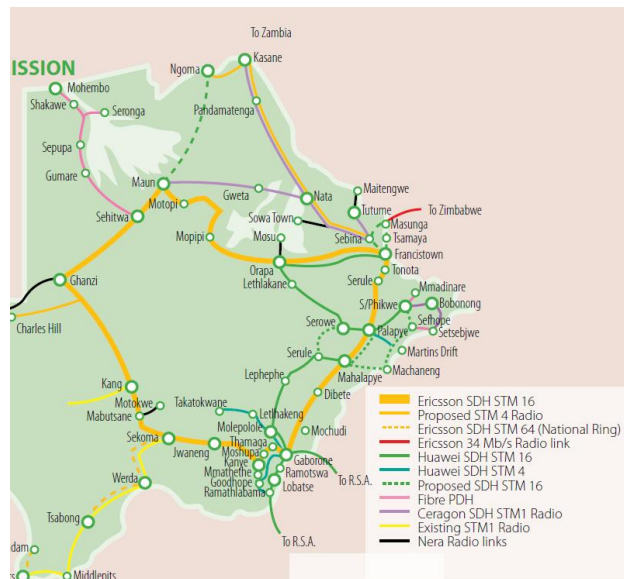 To Zambia
Kasane
Ngoma
ISSION
Mohembo
Shakawe
Seronga
Pandamatenga
Sepupa
Gumare
Maun
Maitengwe
Gweta
Nata
Motopi
Tutume
To Zimbabwe
Sehitwa
Sowa Town
Masunga
Sebina
Tsamaya
Mopipi
Mosu
Francistown
Orapa
Tonota
Ghanzi
Lethlakane
Serule
Mmadinare
S/Phikwe
Bobonong
Charles Hill
Serowe
Sefhope
Palapye
Setsebjwe
Serule
Martins Drift
Mahalapye
Machaneng
Kang
Lephephe
Motokwe
Takatokwane
Dibete
Mabutsane
Letlhakeng
Molepolole
Mochudi
Sekoma
Thamaga
Jwaneng
Moshupa
Gaborone
Kanye
Ramotswa
Mmathethe
Werda
Goodhope
Lobatse
Ramathlabama
To R.S.A.
Tsabong
To R.S.A.
dam
rs
Middlepits
Ericsson SDH STM 16
Proposed STM 4 Radio
Ericsson SDH STM 64 (National Ring)
Ericsson 34 Mb/s Radio link
Huawei SDH STM 16
Huawei SDH STM 4
Proposed SDH STM 16
Fibre PDH
Ceragon SDH STM1 Radio
Existing STM1 Radio
Nera Radio links